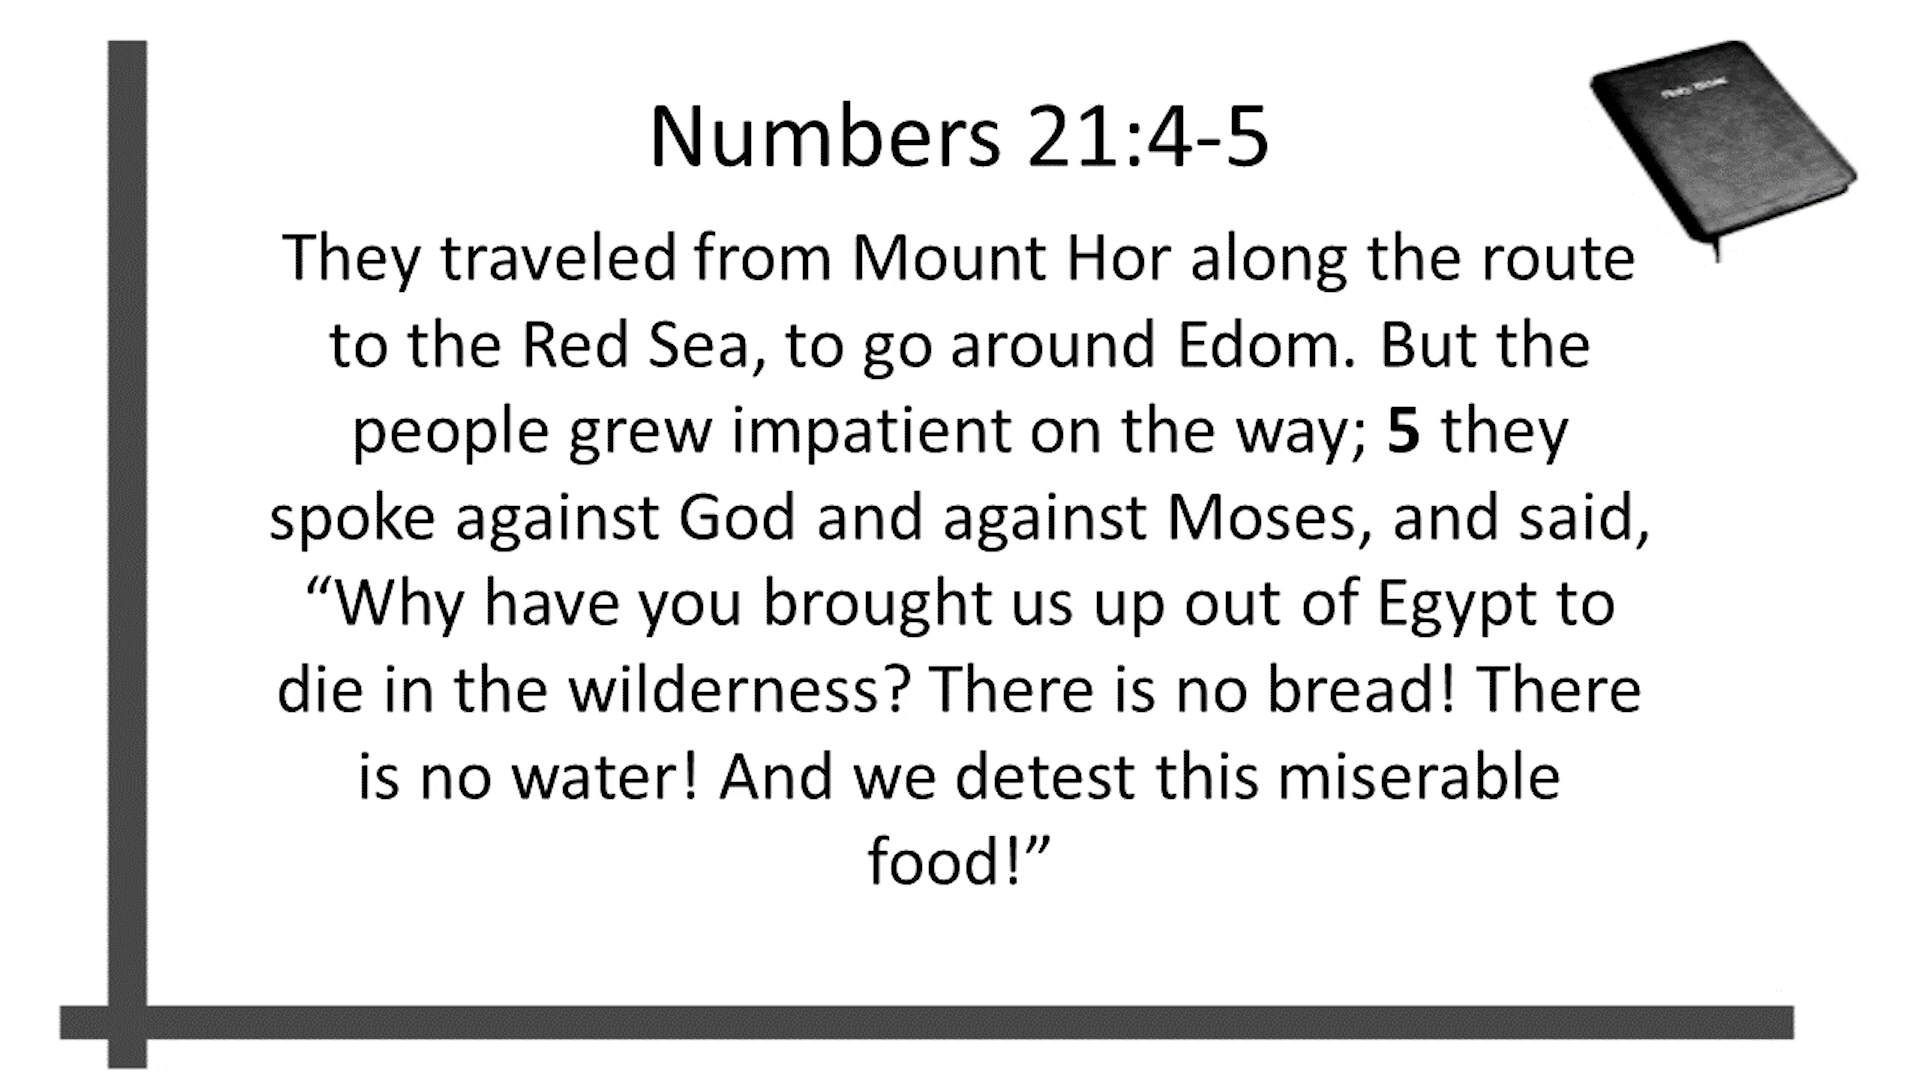 Holy Bible
Numbers 21:4-5
They traveled from Mount Hor along the route
to the Red Sea, to go around Edom. But the
people grew impatient on the way; 5 they
spoke against God and against Moses, and said,
“Why have you brought us up out of Egypt to
die in the wilderness? There is no bread! There
is no water! And we detest this miserable
food!”